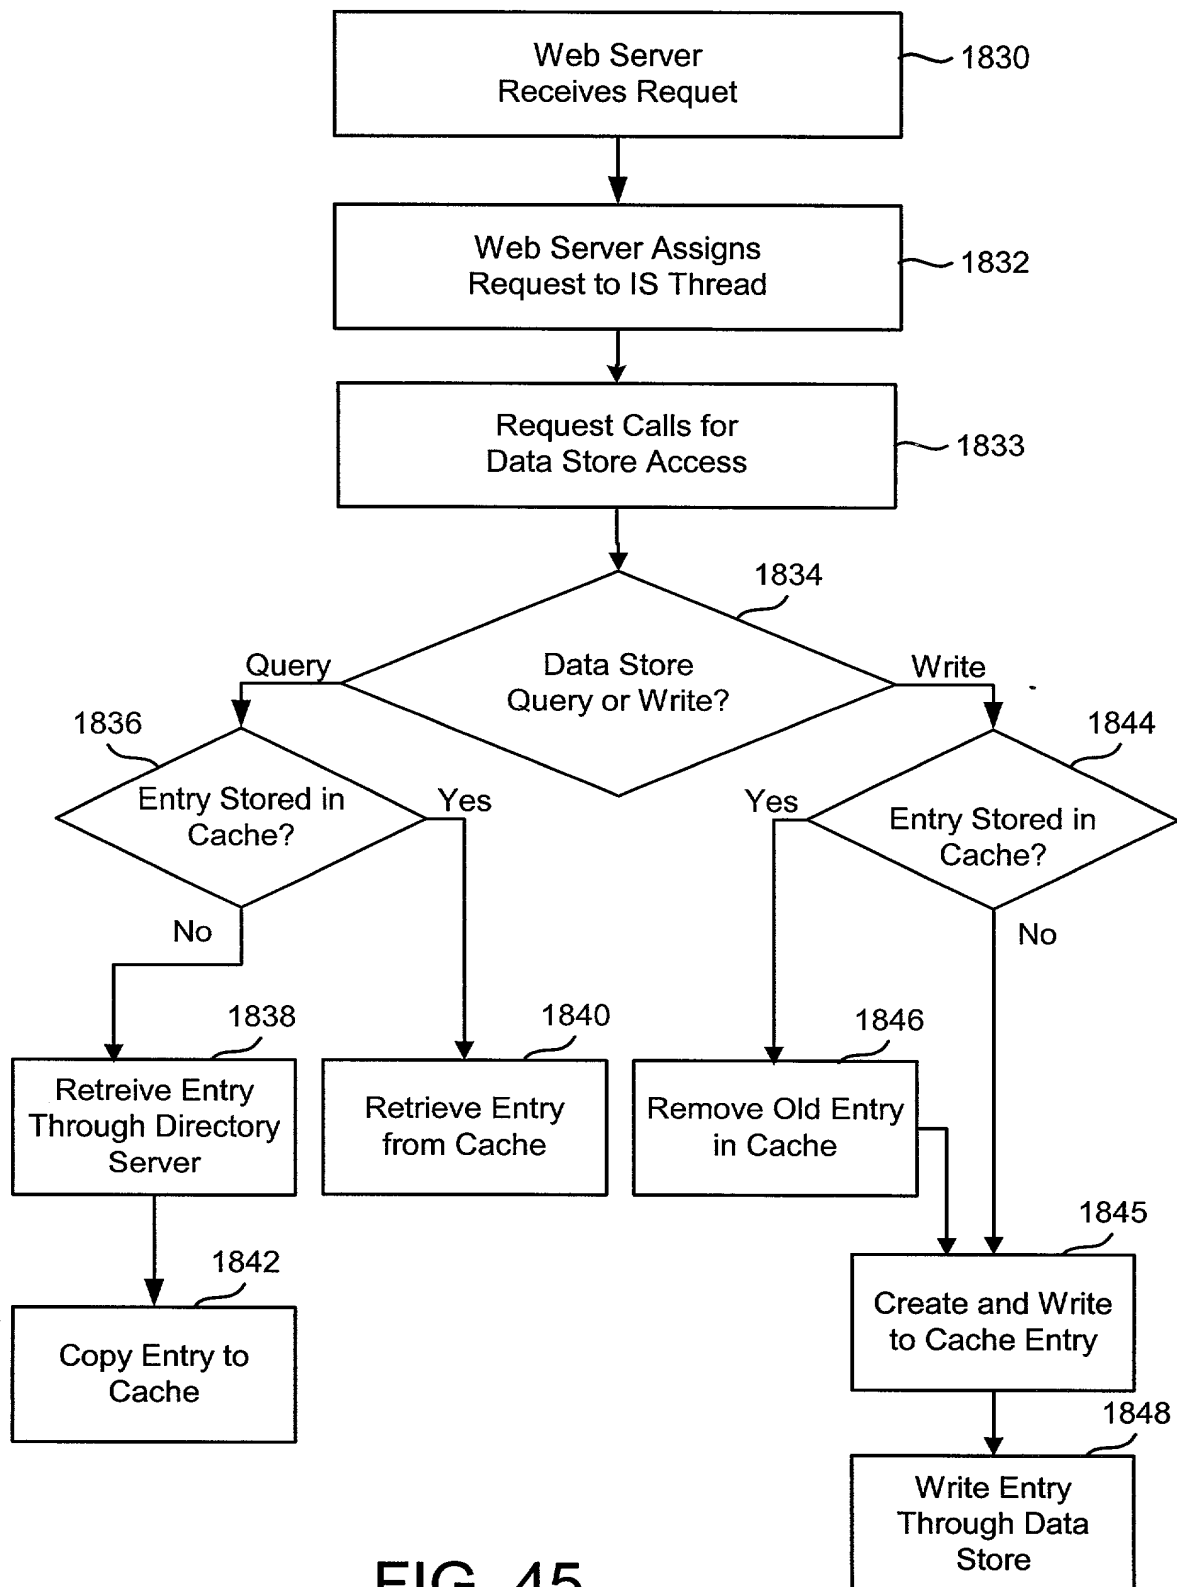 Web Server
Receives Requet
1830
Web Server Assigns
Request to IS Thread
1832
Request Calls for
Data Store Access
1833
1834
Data Store
Query or Write?
Query
Write
1836
Entry Stored in
Cache?
Yes
No
1844
Entry Stored in
Cache?
Yes
No
1838
Retreive Entry
Through Directory
Server
1840
Retrieve Entry
from Cache
1846
Remove Old Entry
in Cache
1842
Copy Entry to
Cache
1845
Create and Write
to Cache Entry
1848
Write Entry
Through Data
Store
FIG. 45